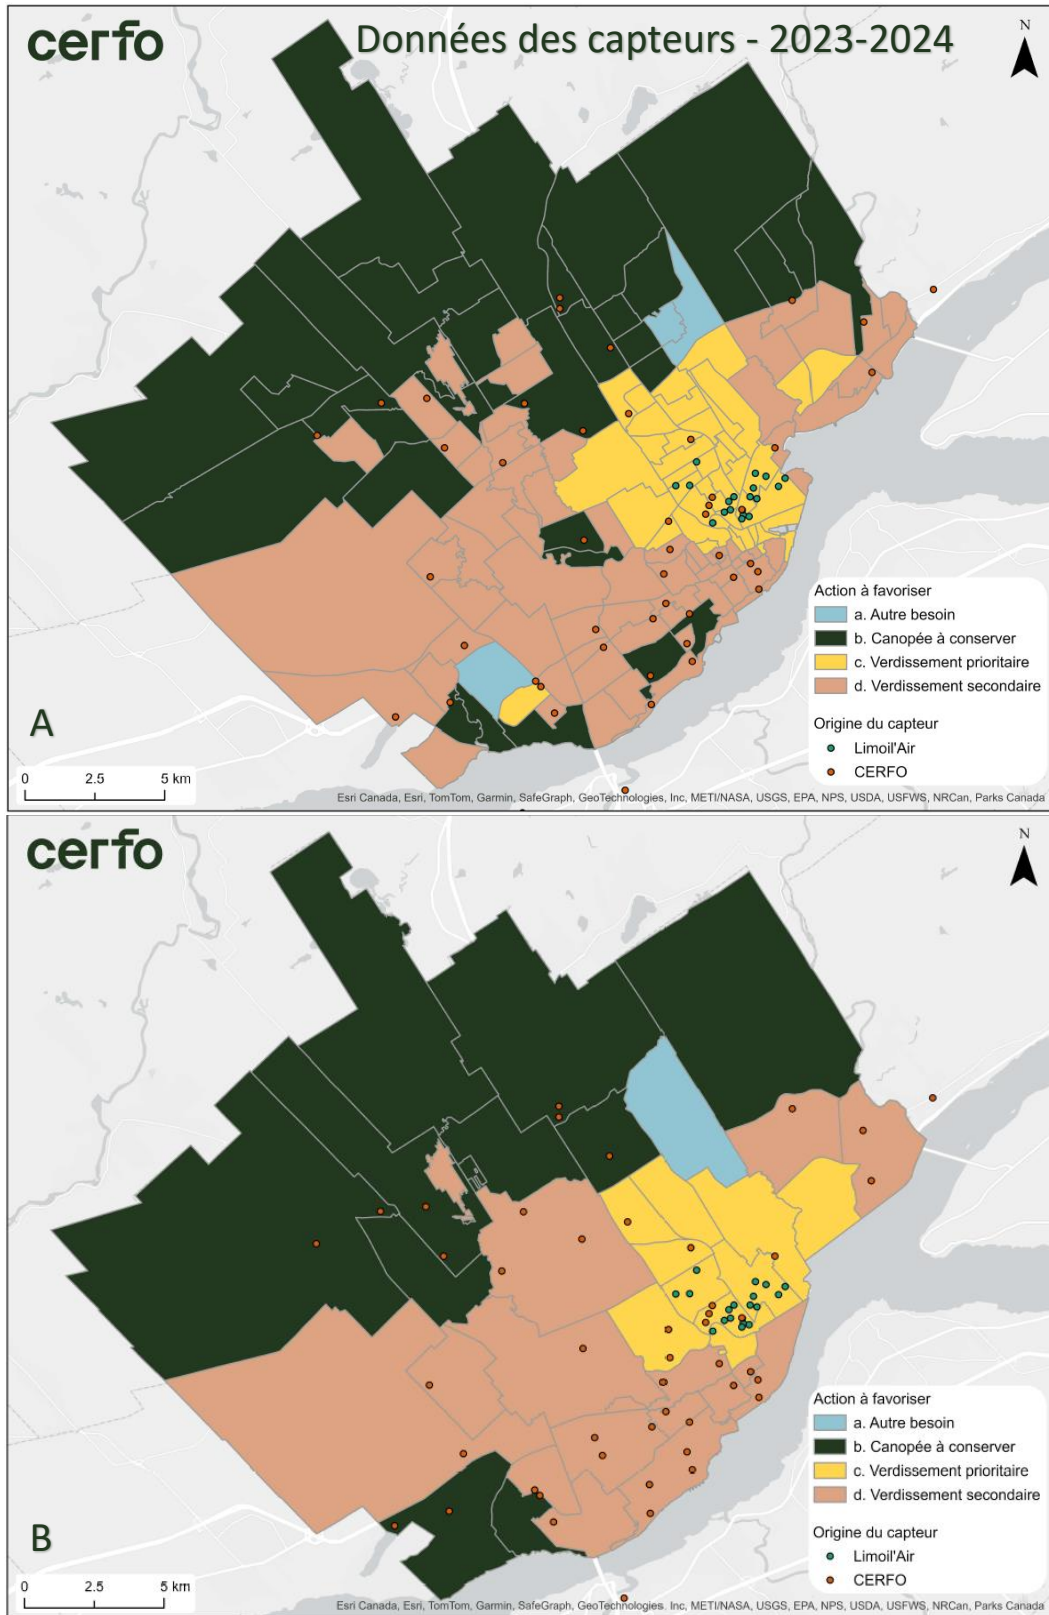 cerfo
Données des capteurs - 2023-2024
N
Action à favoriser
a. Autre besoin
b. Canopée à conserver
c. Verdissement prioritaire
d. Verdissement secondaire
Origine du capteur
Limoil'Air
CERFO
A
0 2.5 5 km
Esri Canada, Esri, TomTom, Garmin, SafeGraph, GeoTechnologies, Inc, METI/NASA, USGS, EPA, NPS, USDA, USFWS, NRCan, Parks Canada
cerfo
N
Action à favoriser
a. Autre besoin
b. Canopée à conserver
c. Verdissement prioritaire
d. Verdissement secondaire
Origine du capteur
Limoil'Air
CERFO
B
0 2.5 5 km
Esri Canada, Esri, TomTom, Garmin, SafeGraph, GeoTechnologies, Inc, METI/NASA, USGS, EPA, NPS, USDA, USFWS, NRCan, Parks Canada